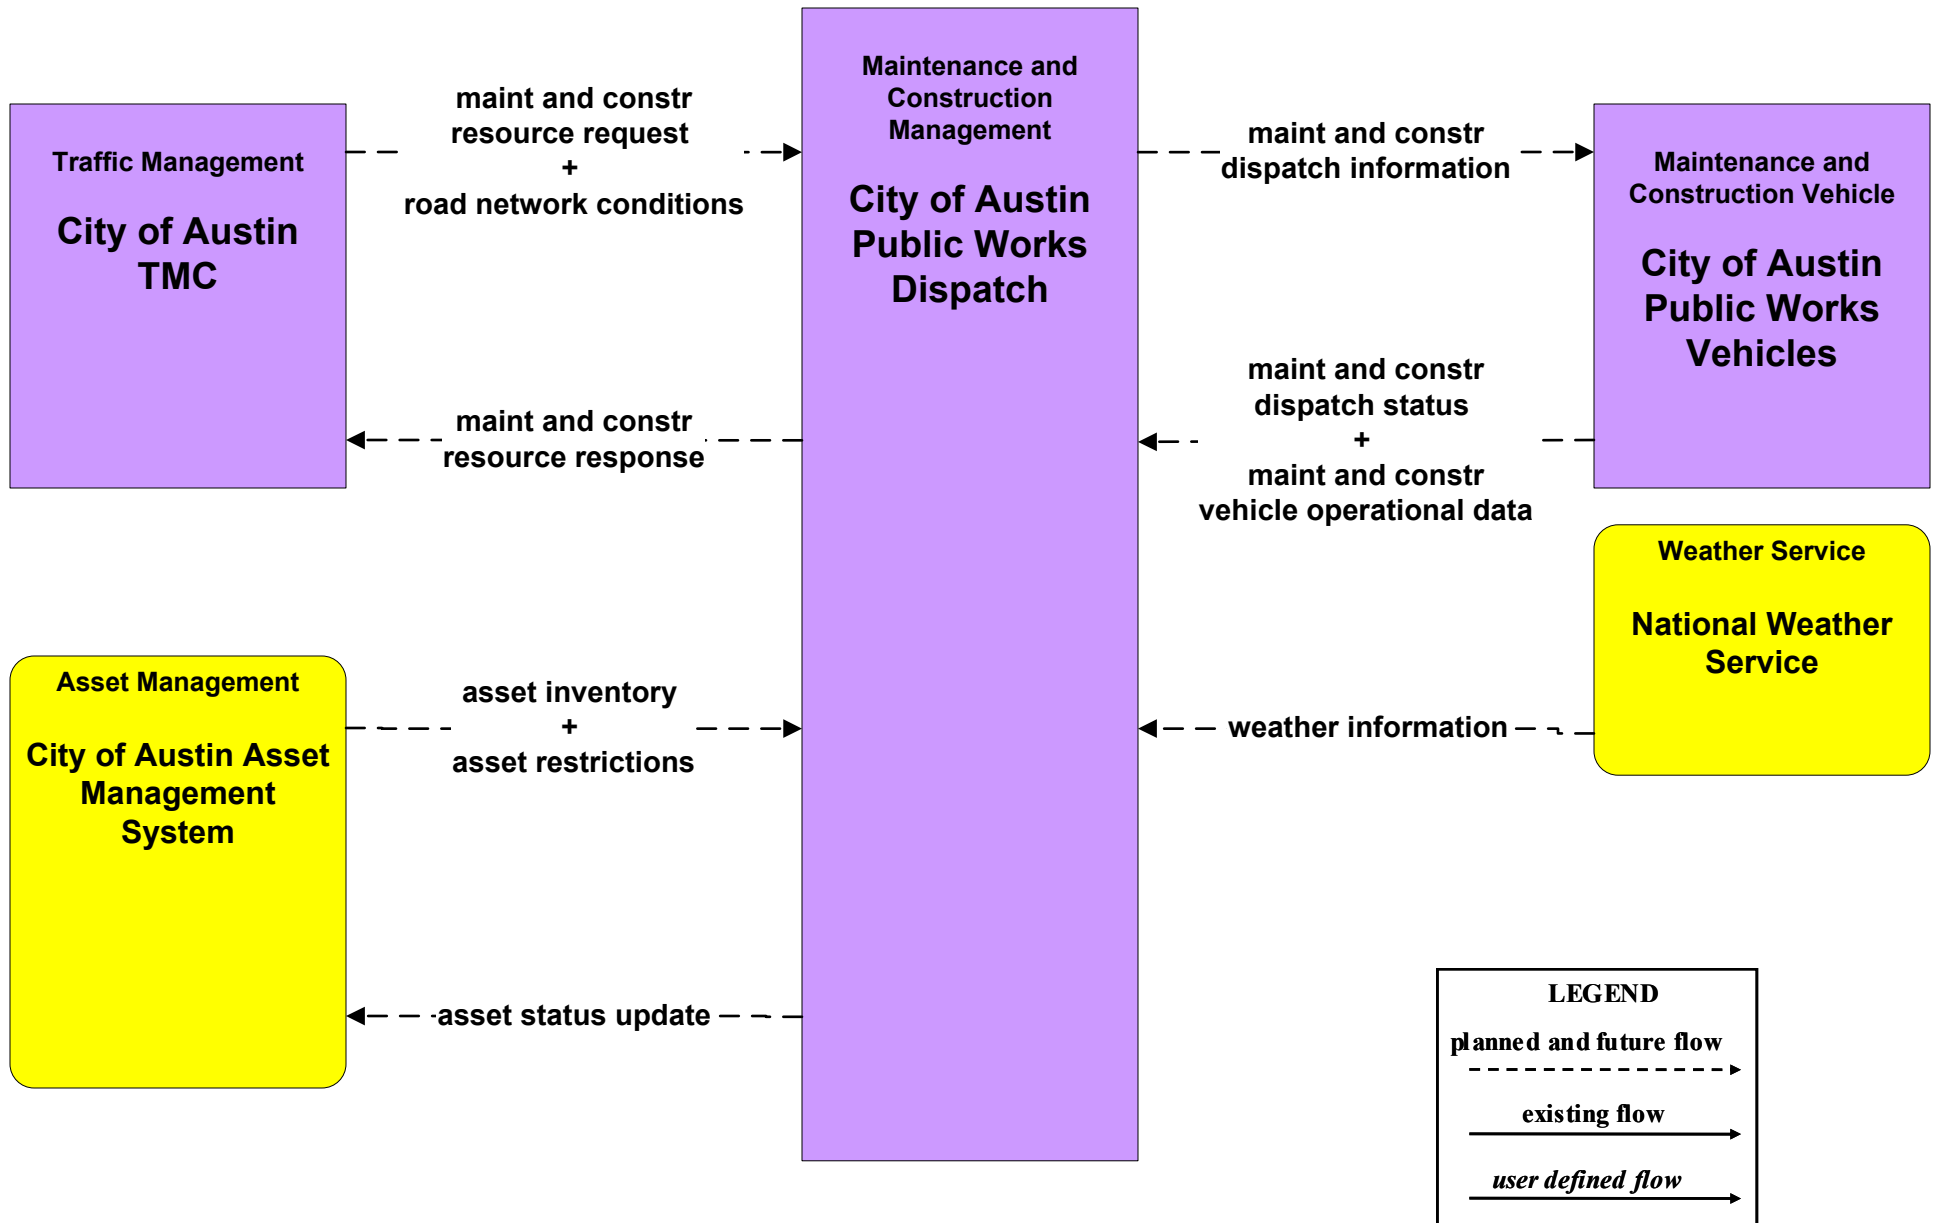 Traffic Management
City of Austin
TMC
maint and constr
resource request
+
road network conditions
maint and constr
resource response
Maintenance and
Construction
Management
City of Austin
Public Works
Dispatch
maint and constr
dispatch information
maint and constr
dispatch status
+
maint and constr
vehicle operational data
Maintenance and
Construction Vehicle
City of Austin
Public Works
Vehicles
Weather Service
National Weather
Service
weather information
Asset Management
City of Austin Asset
Management
System
asset inventory
+
asset restrictions
asset status update
LEGEND
planned and future flow
existing flow
user defined flow